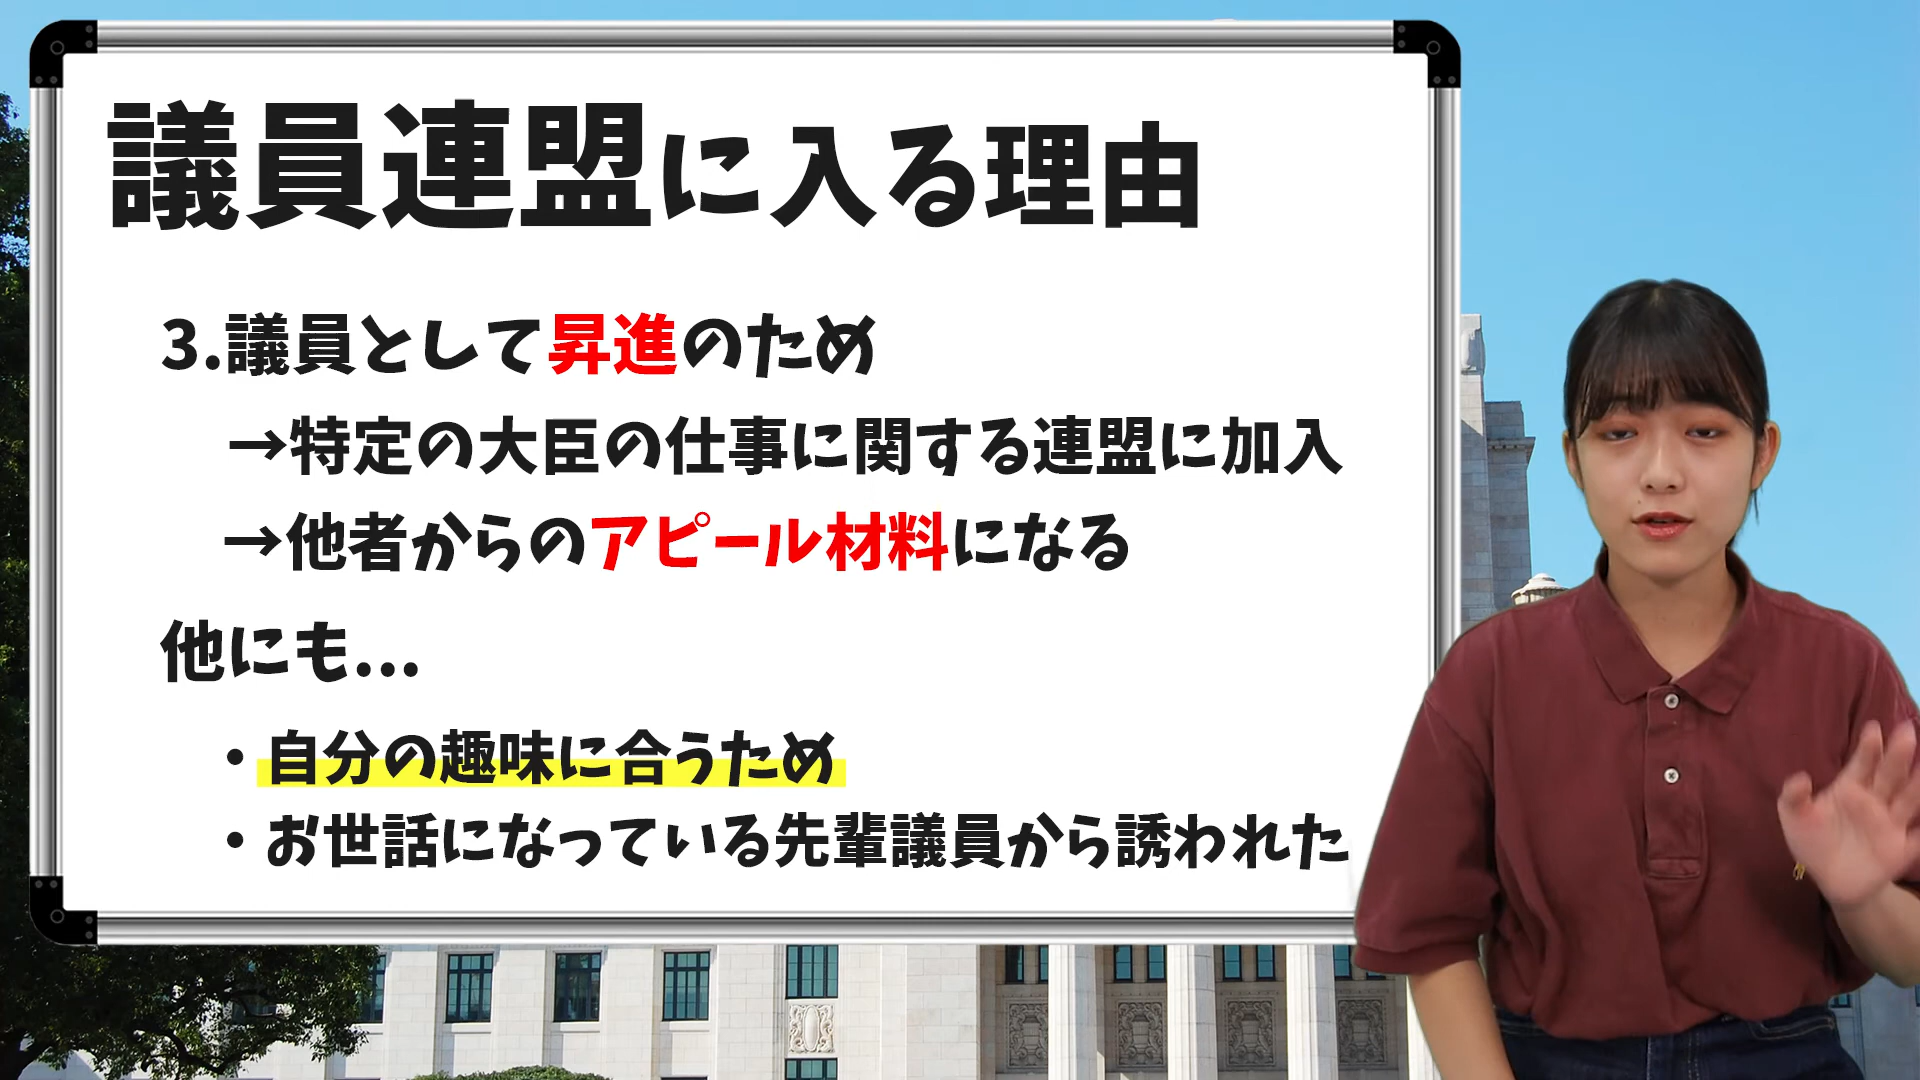 議員連盟に入る理由
3.議員として昇進のため
→特定の大臣の仕事に関する連盟に加入
→他者からのアピール材料になる
他にも...
・自分の趣味に合うため
・お世話になっている先輩議員から誘われた